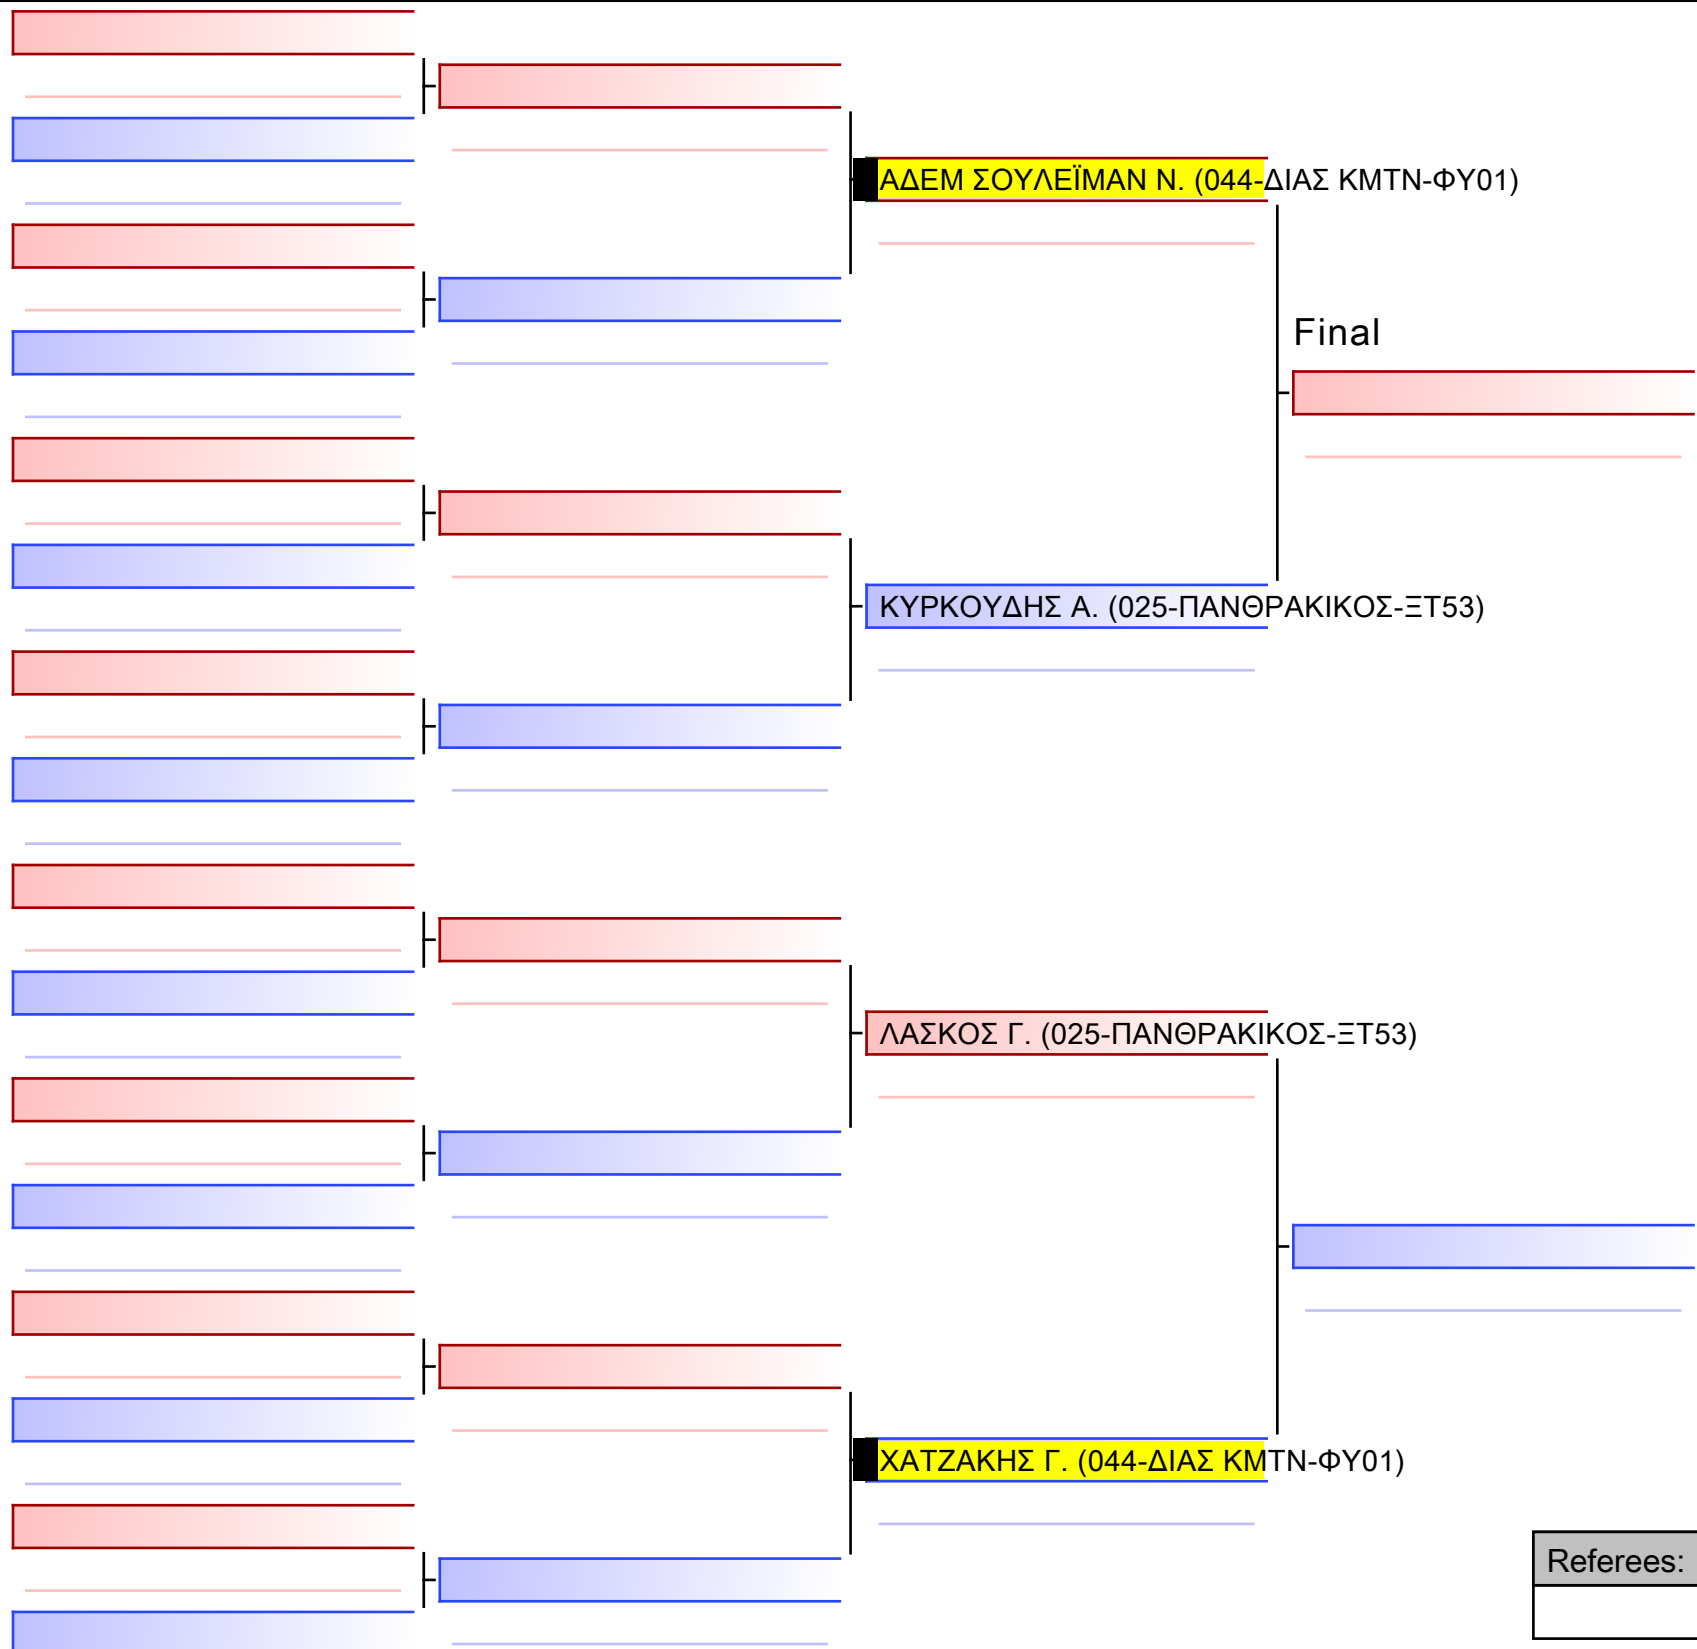 ΑΔΕΜ ΣΟΥΛΕΪΜΑΝ Ν. (044-ΔΙΑΣ ΚΜΤΝ-ΦΥ01)
Final
ΚΥΡΚΟΥΔΗΣ Α. (025-ΠΑΝΘΡΑΚΙΚΟΣ-ΞΤ53)
ΛΑΣΚΟΣ Γ. (025-ΠΑΝΘΡΑΚΙΚΟΣ-ΞΤ53)
ΧΑΤΖΑΚΗΣ Γ. (044-ΔΙΑΣ ΚΜΤΝ-ΦΥ01)
Referees: